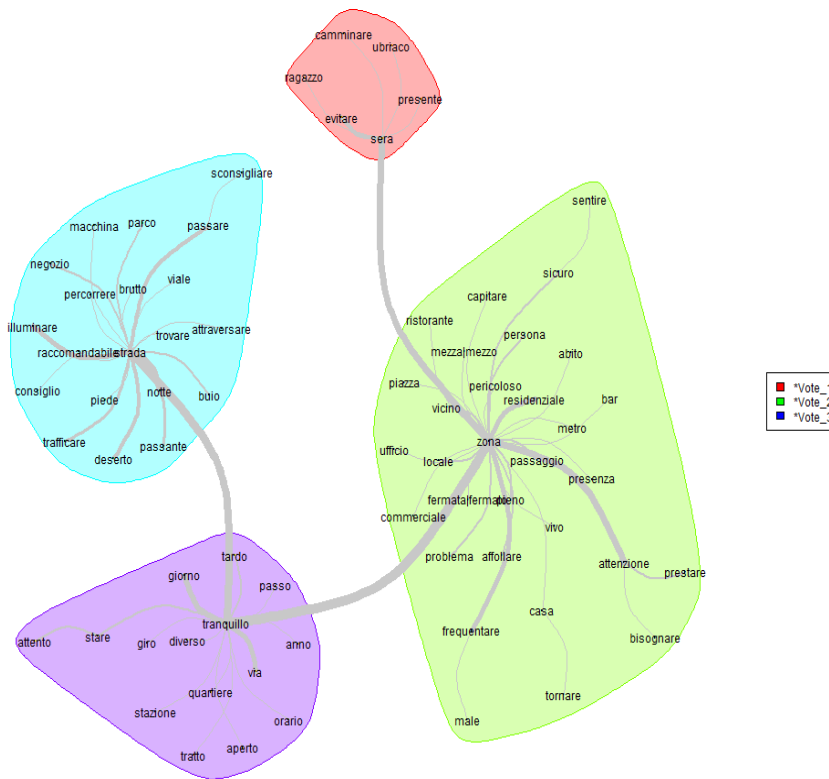 camminare
ubriaco
ragazzo
presente
evitare
sera
sconsigliare
macchina
parco
passare
negozio
viale
percorrere
brutto
illuminare
trovare
attraversare
raccomandabile
strada
consiglio
piede
notte
buio
trafficare
passante
deserto
sentire
sicuro
capitare
ristorante
persona
mezza|mezzo
abito
piazza
pericoloso
residenziale
vicino
bar
metro
zona
ufficio
locale
passaggio
presenza
fermata|fermato
pieno
commerciale
vivo
problema
affollare
attenzione
prestare
casa
frequentare
bisognare
male
tornare
tardo
giorno
passo
tranquillo
attento
stare
giro
diverso
anno
via
quartiere
stazione
orario
tratto
aperto
*Vote_1
*Vote_2
*Vote_3